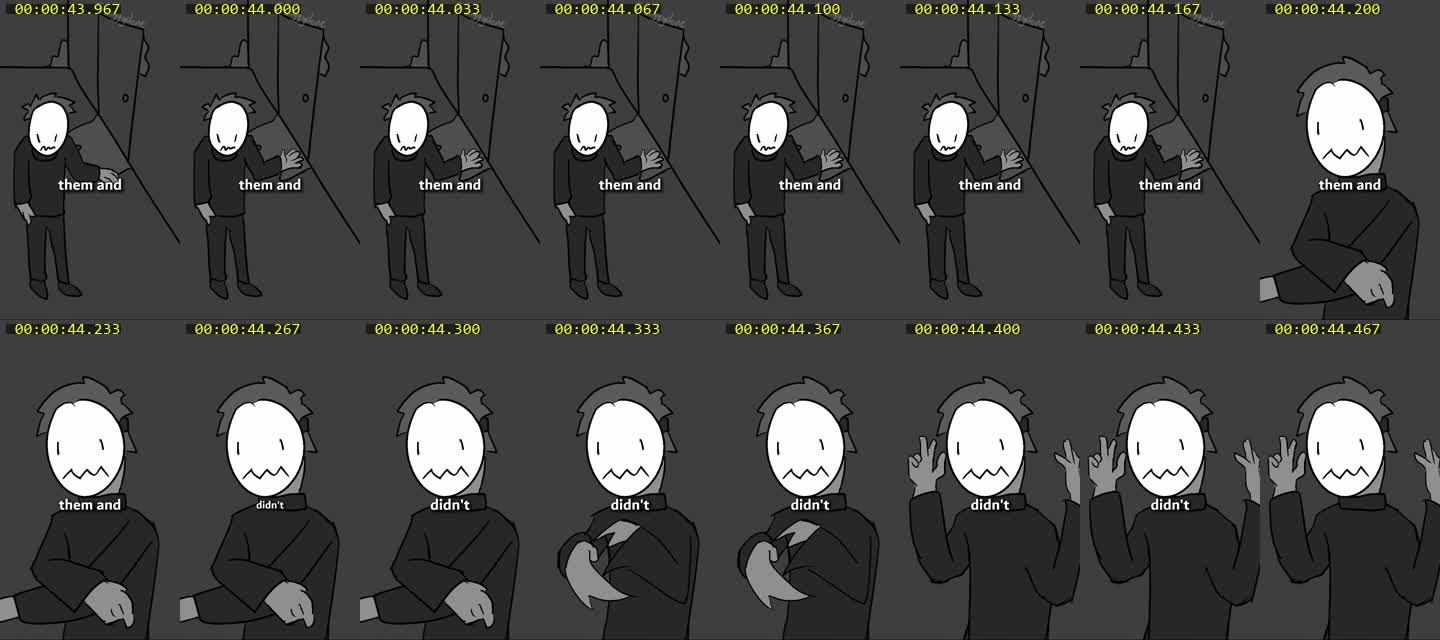 00:00:43.967
00:00:44.000
00:00:44.033
00:00:44.067
00:00:44.100
00:00:44.133
00:00:44.167
00:00:44.200
them and
them and
them and
them and
them and
them and
them and
them and
00:00:44.233
00:00:44.267
00:00:44.300
00:00:44.333
00:00:44.367
00:00:44.400
00:00:44.433
00:00:44.467
them and
didn't
didn't
didn't
didn't
didn't
didn't